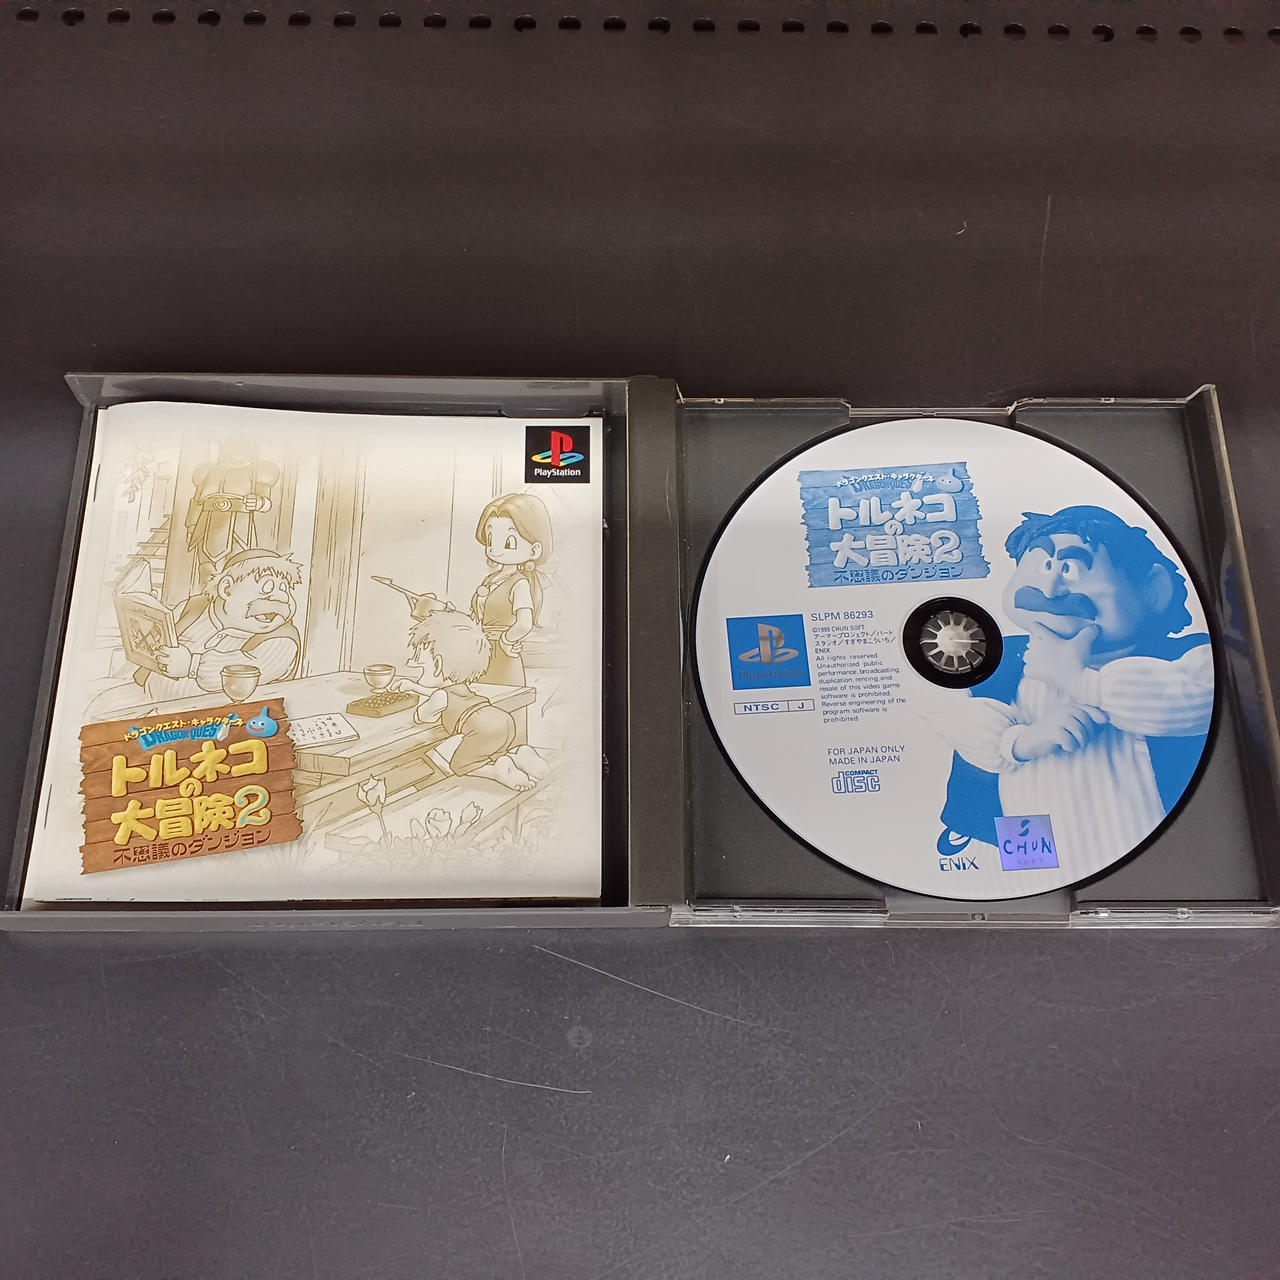 PlayStation
ドラゴンクエスト・キャラクターズ
DRAGON QUEST
トルネコ
の
大冒険2
不思議のダンジョン
ドラゴンクエスト・キャラクターズ
DRAGON QUEST
トルネコ
の
大冒険2
不思議のダンジョン
SLPM 86293
©1999 CHUN SOFT
アーマープロジェクト／バード
スタジオ／すぎやまこういち／
ENIX
All rights reserved.
Unauthorized public
performance, broadcasting,
duplication, renting, and
resale of this video game
software is prohibited.
Reverse engineering of the
program software is
prohibited.
PlayStation
NTSC J
FOR JAPAN ONLY
MADE IN JAPAN
COMPACT
disc
ENIX
CHUN
SOFT